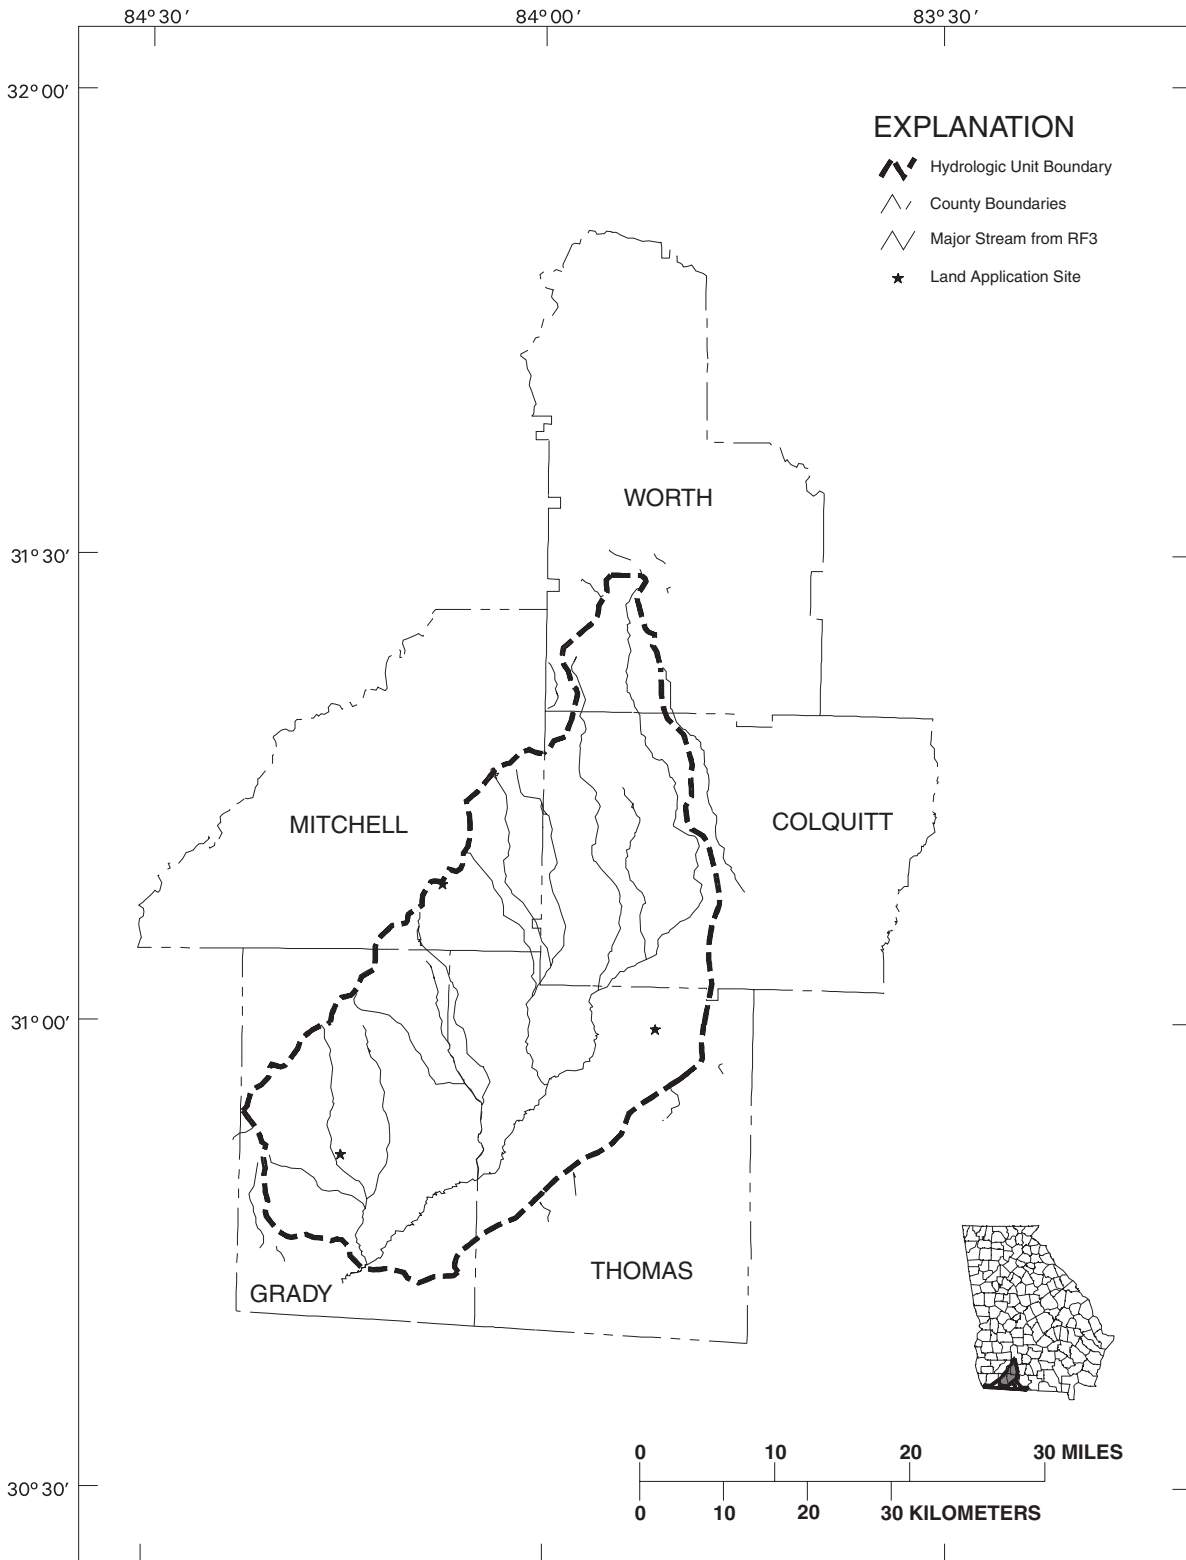 84° 30′ 84° 00′ 83° 30′
32° 00′
EXPLANATION
Hydrologic Unit Boundary
County Boundaries
Major Stream from RF3
Land Application Site
WORTH
31° 30′
MITCHELL
COLQUITT
31° 00′
THOMAS
GRADY
0 10 20 30 MILES
30° 30′
0 10 20 30 KILOMETERS